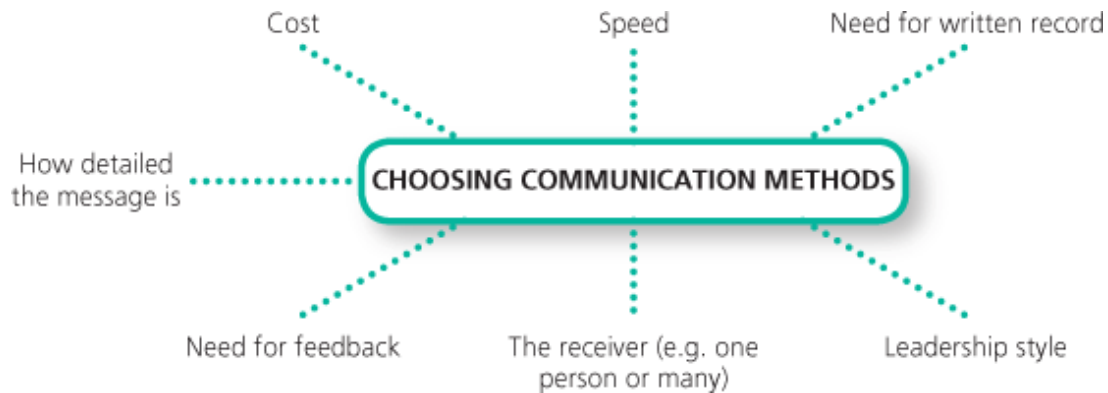 Cost
Speed
Need for written record
How detailed
the message is
CHOOSING COMMUNICATION METHODS
Need for feedback
The receiver (e.g. one
person or many)
Leadership style